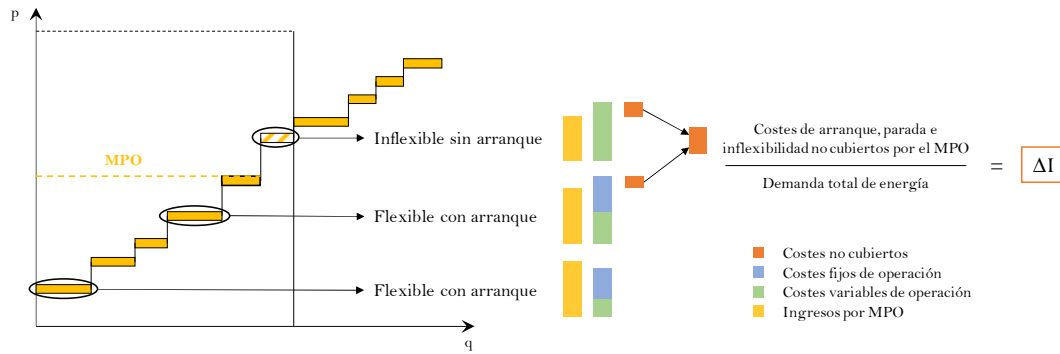 p
MPO
Inflexible sin arranque
Flexible con arranque
Flexible con arranque
q
Costes de arranque, parada e
inflexibilidad no cubiertos por el MPO
Demanda total de energía
=
ΔI
Costes no cubiertos
Costes fijos de operación
Costes variables de operación
Ingresos por MPO